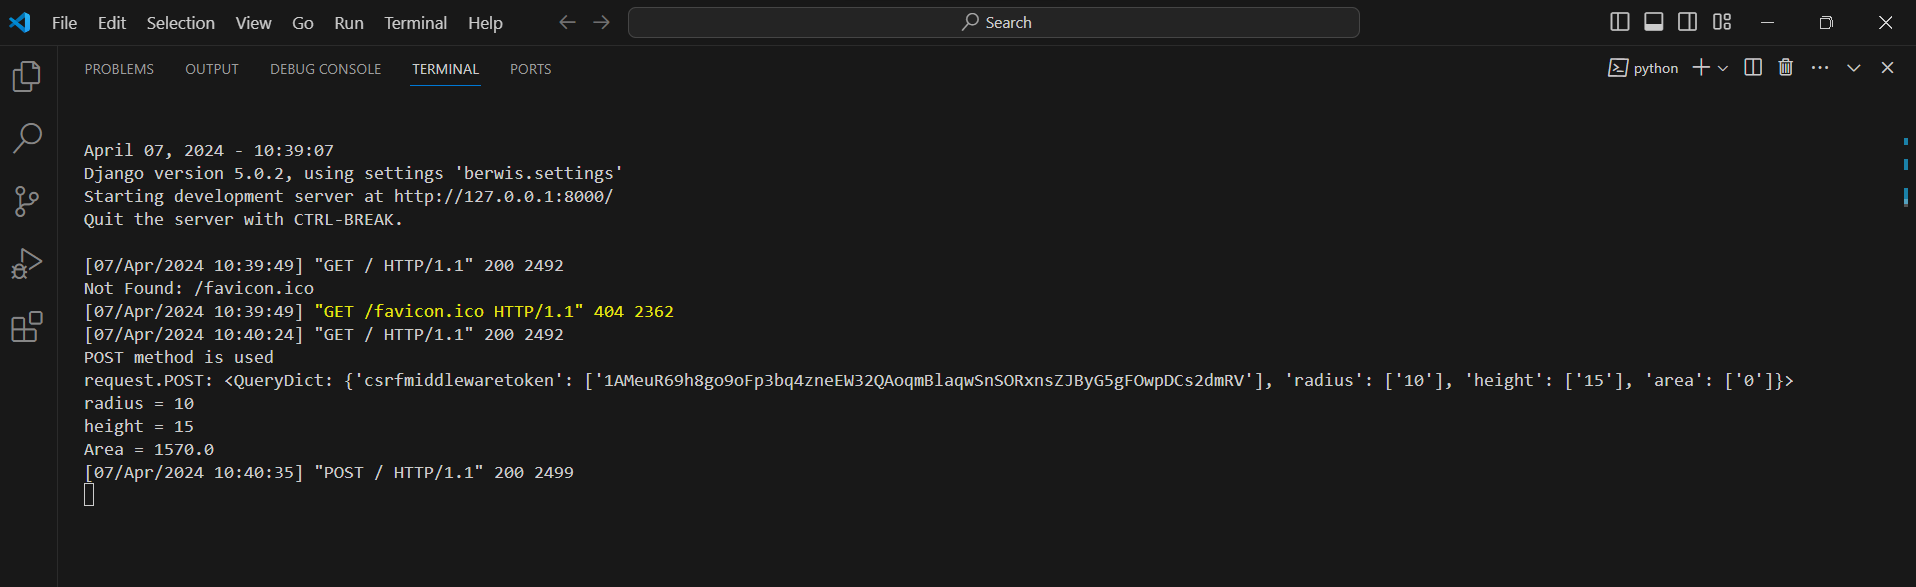 File Edit Selection View Go Run Terminal Help Search
PROBLEMS OUTPUT DEBUG CONSOLE TERMINAL PORTS python
April 07, 2024 - 10:39:07
Django version 5.0.2, using settings 'berwis.settings'
Starting development server at http://127.0.0.1:8000/
Quit the server with CTRL-BREAK.
[07/Apr/2024 10:39:49] "GET / HTTP/1.1" 200 2492
Not Found: /favicon.ico
[07/Apr/2024 10:39:49] "GET /favicon.ico HTTP/1.1" 404 2362
[07/Apr/2024 10:40:24] "GET / HTTP/1.1" 200 2492
POST method is used
request.POST: <QueryDict: {'csrfmiddlewaretoken': ['1AMeuR69h8go9oFp3bq4zneEW32QAoqmBlaqwSnSORxnsZJByG5gFOwpDCs2dmRV'], 'radius': ['10'], 'height': ['15'], 'area': ['0']}>
radius = 10
height = 15
Area = 1570.0
[07/Apr/2024 10:40:35] "POST / HTTP/1.1" 200 2499